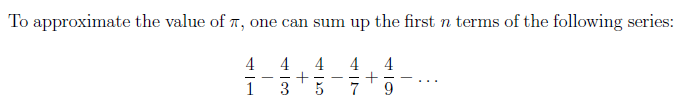 To approximate the value of π, one can sum up the first n terms of the following series:
4/1 − 4/3 + 4/5 − 4/7 + 4/9 − ...